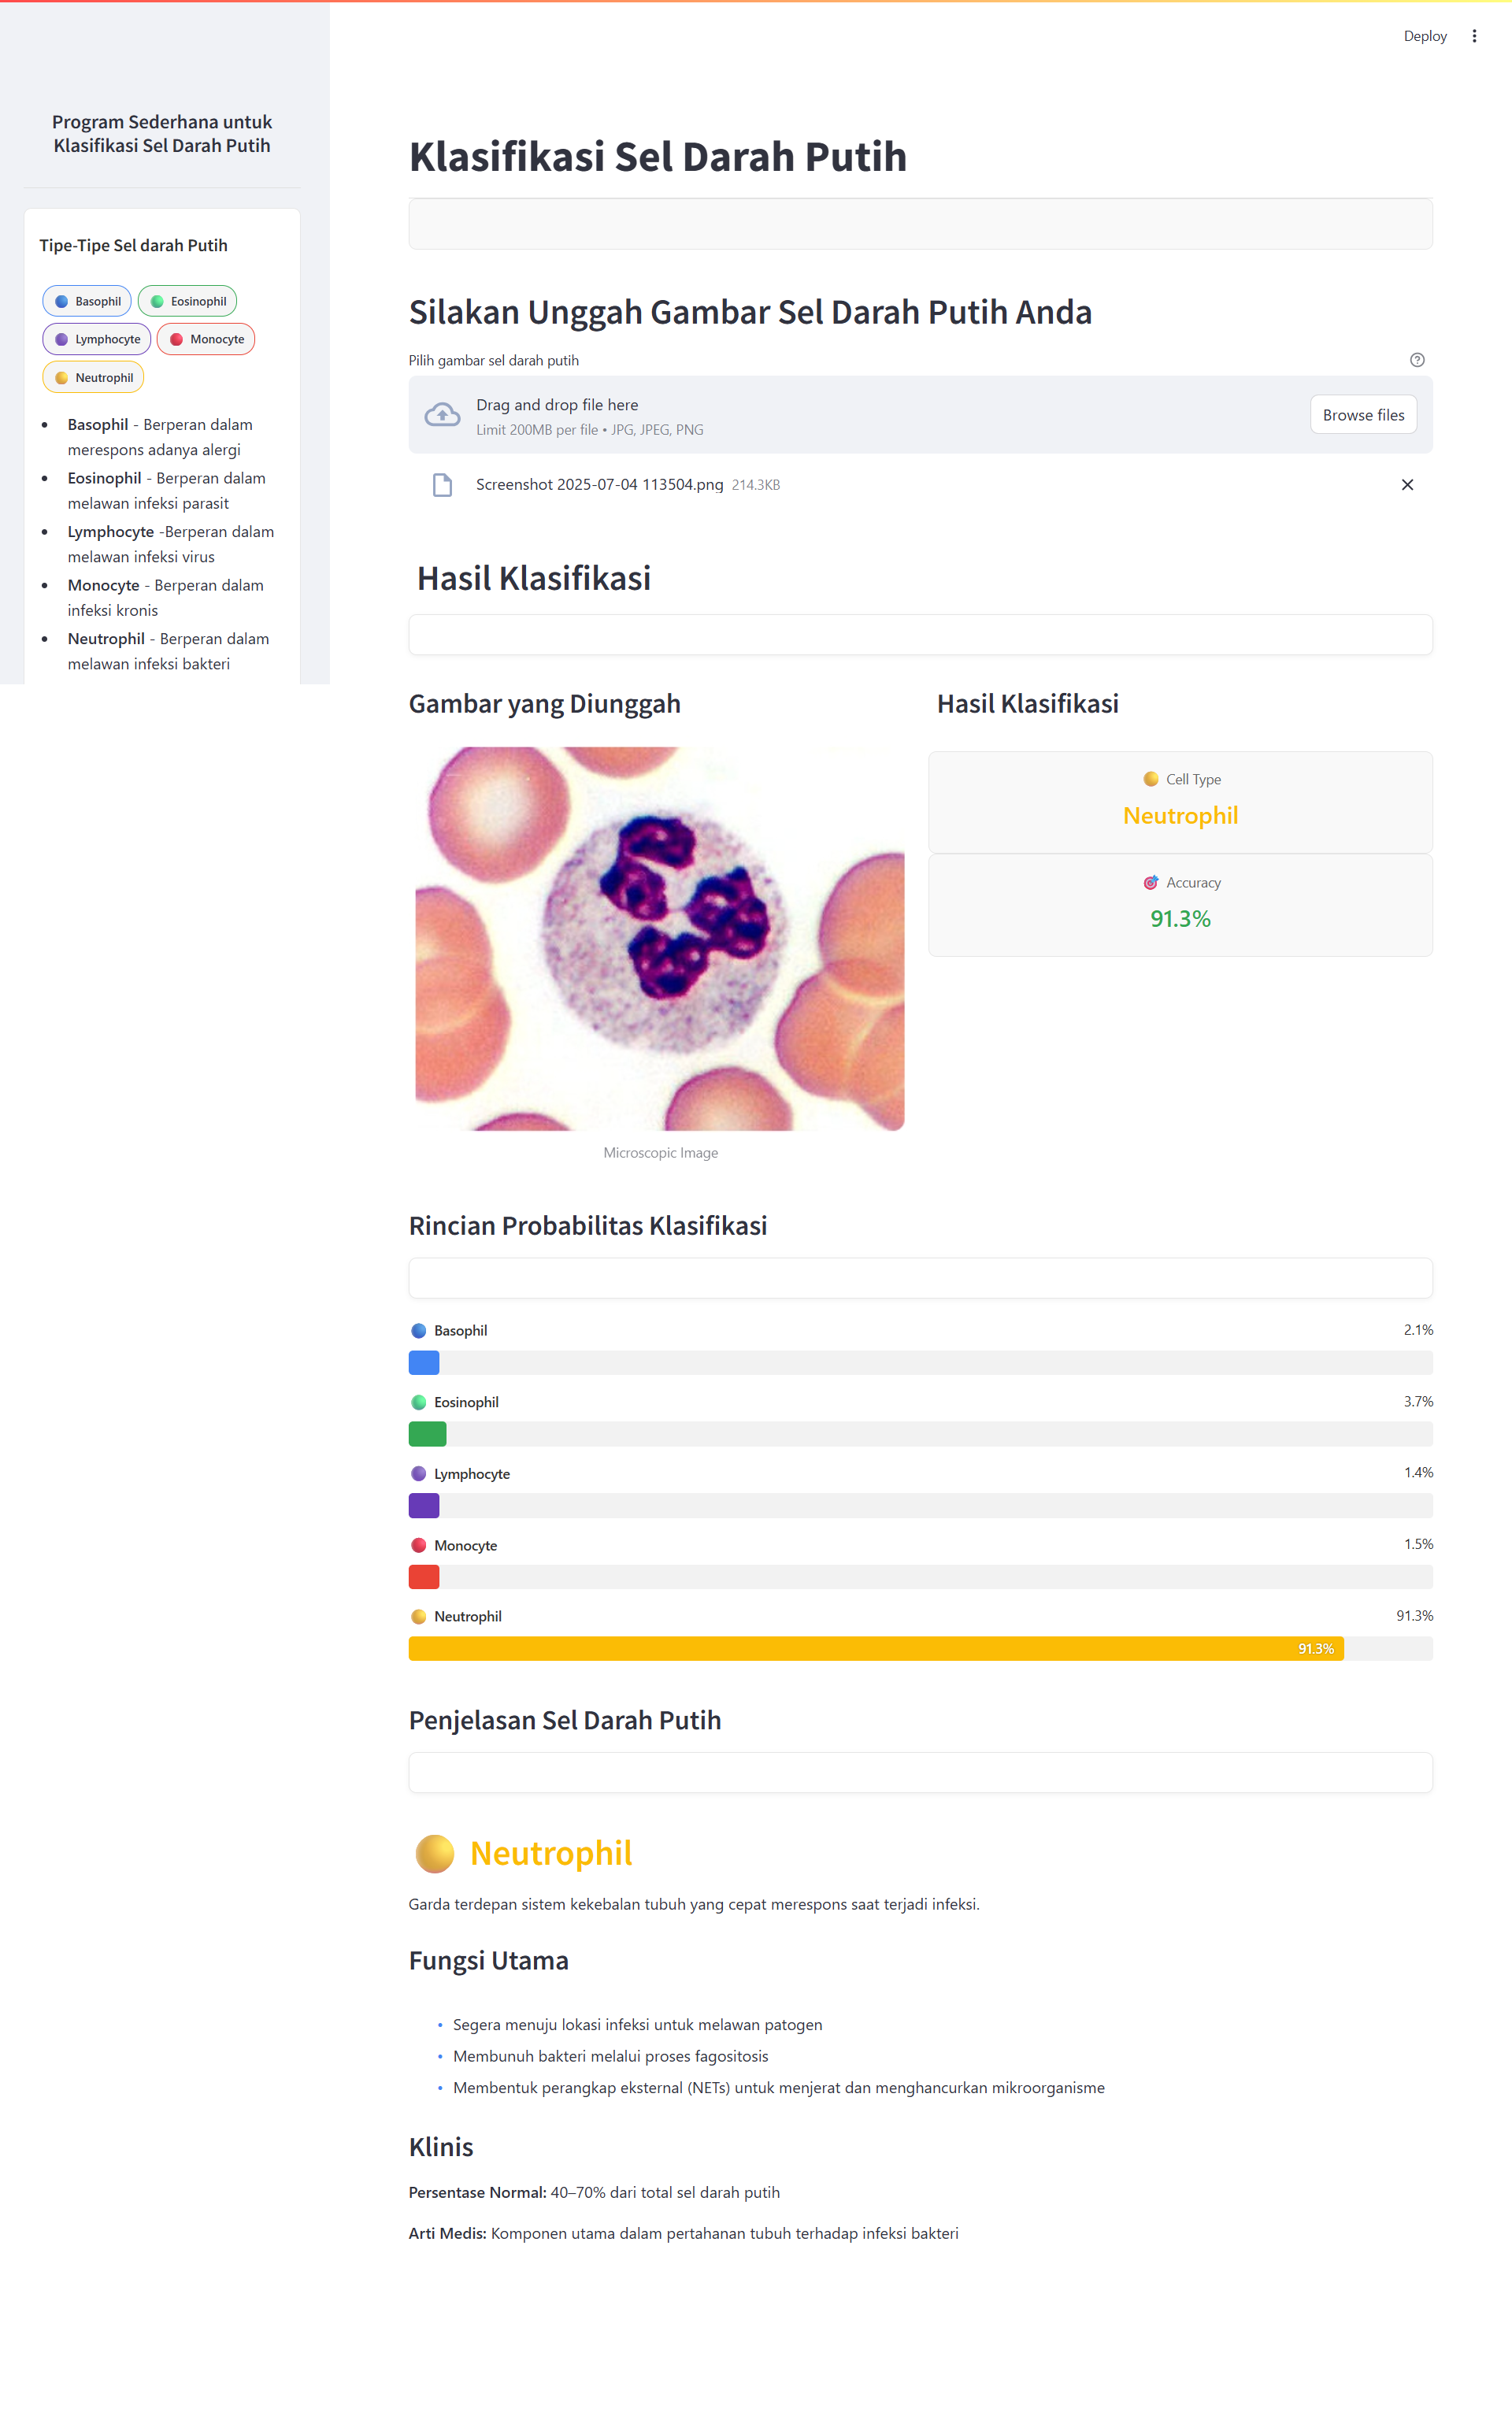 Deploy
Program Sederhana untuk
Klasifikasi Sel Darah Putih
Tipe-Tipe Sel darah Putih
Basophil
Eosinophil
Lymphocyte
Monocyte
Neutrophil
• Basophil - Berperan dalam
merespons adanya alergi
• Eosinophil - Berperan dalam
melawan infeksi parasit
• Lymphocyte -Berperan dalam
melawan infeksi virus
• Monocyte - Berperan dalam
infeksi kronis
• Neutrophil - Berperan dalam
melawan infeksi bakteri
Klasifikasi Sel Darah Putih
Silakan Unggah Gambar Sel Darah Putih Anda
Pilih gambar sel darah putih
Drag and drop file here
Limit 200MB per file • JPG, JPEG, PNG
Browse files
Screenshot 2025-07-04 113504.png 214.3KB
Hasil Klasifikasi
Gambar yang Diunggah
Microscopic Image
Hasil Klasifikasi
Cell Type
Neutrophil
Accuracy
91.3%
Rincian Probabilitas Klasifikasi
Basophil 2.1%
Eosinophil 3.7%
Lymphocyte 1.4%
Monocyte 1.5%
Neutrophil 91.3%
91.3%
Penjelasan Sel Darah Putih
Neutrophil
Garda terdepan sistem kekebalan tubuh yang cepat merespons saat terjadi infeksi.
Fungsi Utama
• Segera menuju lokasi infeksi untuk melawan patogen
• Membunuh bakteri melalui proses fagositosis
• Membentuk perangkap eksternal (NETs) untuk menjerat dan menghancurkan mikroorganisme
Klinis
Persentase Normal: 40–70% dari total sel darah putih
Arti Medis: Komponen utama dalam pertahanan tubuh terhadap infeksi bakteri